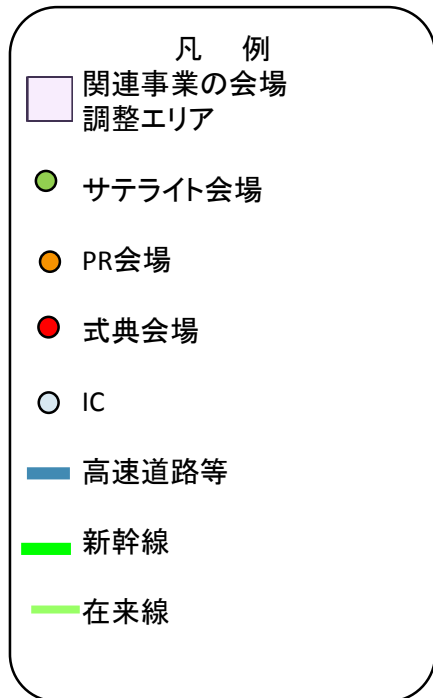 凡　例
関連事業の会場
調整エリア
サテライト会場
PR会場
式典会場
IC
高速道路等
新幹線
在来線